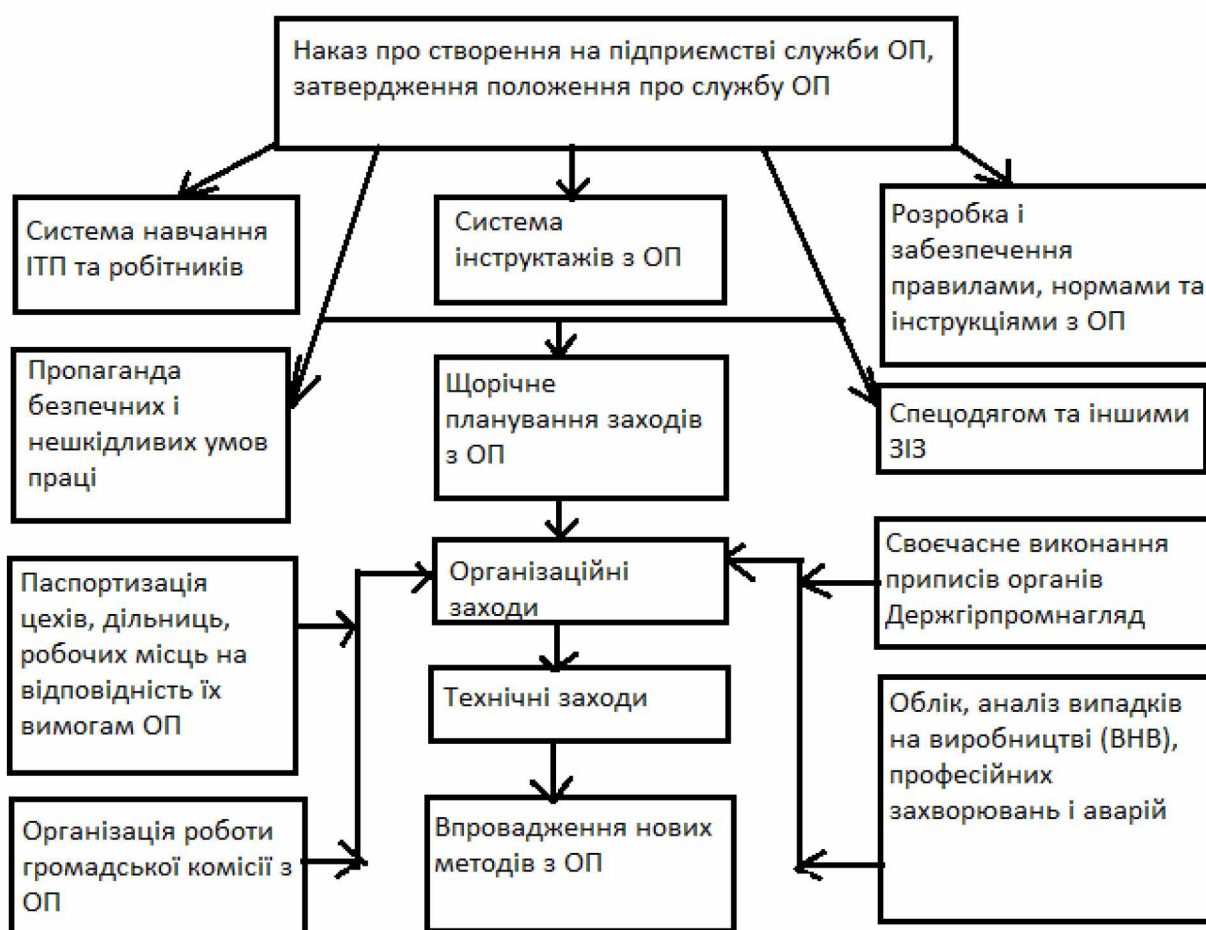 Наказ про створення на підприємстві служби ОП,
затвердження положення про службу ОП
Система навчання
ІТП та робітників
Система
інструктажів з ОП
Розробка і
забезпечення
правилами, нормами та
інструкціями з ОП
Пропаганда
безпечних і
нешкідливих умов
праці
Щорічне
планування заходів
з ОП
Спецодягом та іншими
ЗІЗ
Паспортизація
цехів, дільниць,
робочих місць на
відповідність їх
вимогам ОП
Організаційні
заходи
Своєчасне виконання
приписів органів
Держгірпромнагляд
Технічні заходи
Облік, аналіз випадків
на виробництві (ВНВ),
професійних
захворювань і аварій
Організація роботи
громадської комісії з
ОП
Впровадження нових
методів з ОП